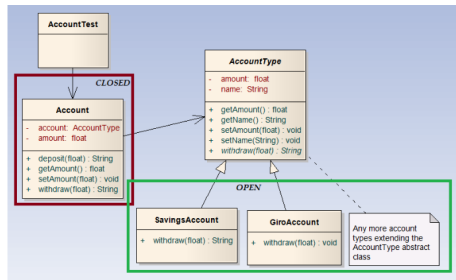 AccountTest
CLOSED
Account
- account: AccountType
- amount: float
+ deposit(float) : String
+ getAmount() : float
+ setAmount(float) : void
+ withdraw(float) : String
AccountType
- amount: float
- name: String
+ getAmount() : float
+ getName() : String
+ setAmount(float) : void
+ setName(String) : void
+ withdraw(float) : String
OPEN
SavingsAccount
+ withdraw(float) : String
GiroAccount
+ withdraw(float) : void
Any more account
types extending the
AccountType abstract
class